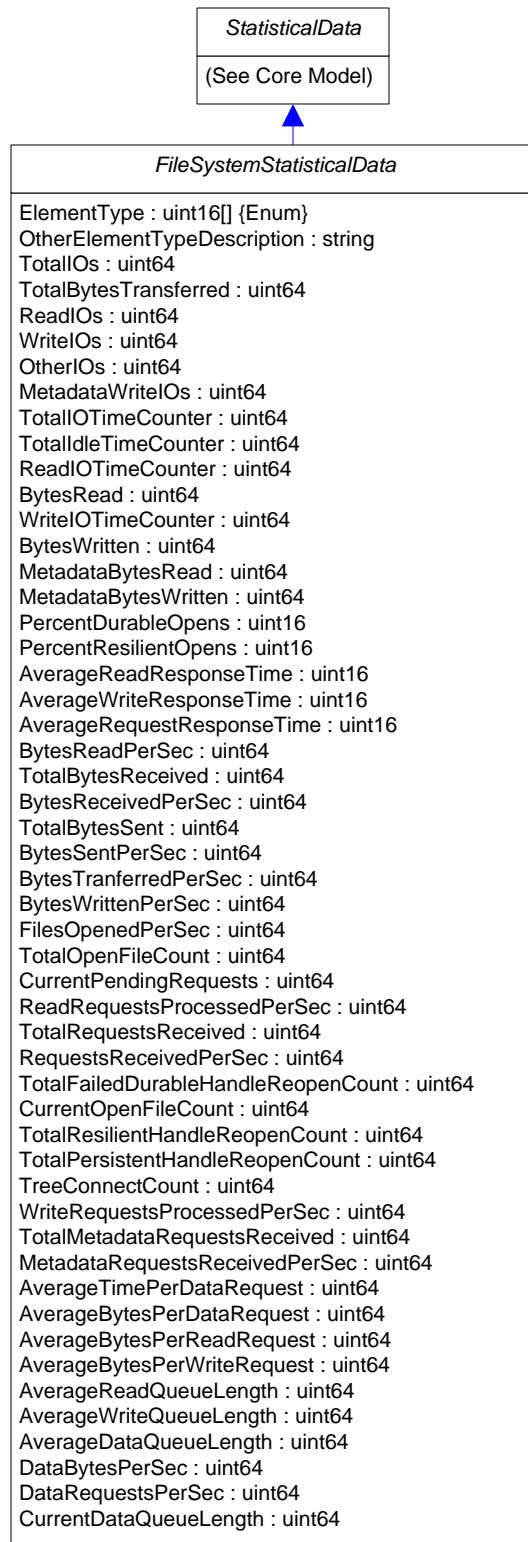 StatisticalData
(See Core Model)
FileSystemStatisticalData
ElementType : uint16[] {Enum}
OtherElementTypeDescription : string
TotalIOs : uint64
TotalBytesTransferred : uint64
ReadIOs : uint64
WriteIOs : uint64
OtherIOs : uint64
MetadataWriteIOs : uint64
TotalIOTimeCounter : uint64
TotalIdleTimeCounter : uint64
ReadIOTimeCounter : uint64
BytesRead : uint64
WriteIOTimeCounter : uint64
BytesWritten : uint64
MetadataBytesRead : uint64
MetadataBytesWritten : uint64
PercentDurableOpens : uint16
PercentResilientOpens : uint16
AverageReadResponseTime : uint16
AverageWriteResponseTime : uint16
AverageRequestResponseTime : uint16
BytesReadPerSec : uint64
TotalBytesReceived : uint64
BytesReceivedPerSec : uint64
TotalBytesSent : uint64
BytesSentPerSec : uint64
BytesTranferredPerSec : uint64
BytesWrittenPerSec : uint64
FilesOpenedPerSec : uint64
TotalOpenFileCount : uint64
CurrentPendingRequests : uint64
ReadRequestsProcessedPerSec : uint64
TotalRequestsReceived : uint64
RequestsReceivedPerSec : uint64
TotalFailedDurableHandleReopenCount : uint64
CurrentOpenFileCount : uint64
TotalResilientHandleReopenCount : uint64
TotalPersistentHandleReopenCount : uint64
TreeConnectCount : uint64
WriteRequestsProcessedPerSec : uint64
TotalMetadataRequestsReceived : uint64
MetadataRequestsReceivedPerSec : uint64
AverageTimePerDataRequest : uint64
AverageBytesPerDataRequest : uint64
AverageBytesPerReadRequest : uint64
AverageBytesPerWriteRequest : uint64
AverageReadQueueLength : uint64
AverageWriteQueueLength : uint64
AverageDataQueueLength : uint64
DataBytesPerSec : uint64
DataRequestsPerSec : uint64
CurrentDataQueueLength : uint64